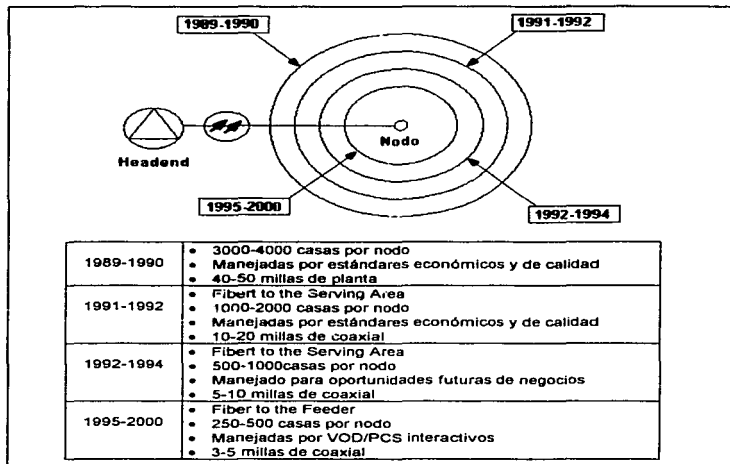 1989-1990
1991-1992
Headend
Nodo
1995-2000
1992-1994
1989-1990
• 3000-4000 casas por nodo
• Manejadas por estándares económicos y de calidad
• 40-50 millas de planta
1991-1992
• Fibert to the Serving Area
• 1000-2000 casas por nodo
• Manejadas por estándares económicos y de calidad
• 10-20 millas de coaxial
1992-1994
• Fibert to the Serving Area
• 500-1000casas por nodo
• Manejado para oportunidades futuras de negocios
• 5-10 millas de coaxial
1995-2000
• Fiber to the Feeder
• 250-500 casas por nodo
• Manejadas por VOD/PCS interactivos
• 3-5 millas de coaxial